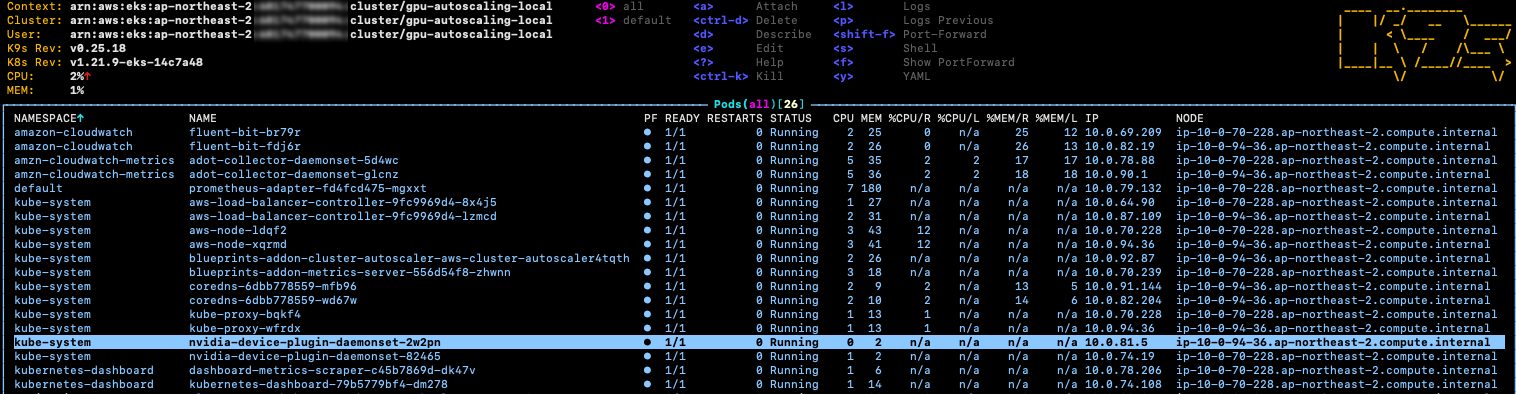 Context: arn:aws:eks:ap-northeast-2 cluster/gpu-autoscaling-local <0> all <a> Attach <l> Logs
Cluster: arn:aws:eks:ap-northeast-2 cluster/gpu-autoscaling-local <1> default <ctrl-d> Delete <p> Logs Previous
User: arn:aws:eks:ap-northeast-2 cluster/gpu-autoscaling-local <d> Describe <shift-f> Port-Forward
K9s Rev: v0.25.18 <e> Edit <s> Shell
K8s Rev: v1.21.9-eks-14c7a48 <?> Help <f> Show PortForward
CPU: 2%↑ <ctrl-k> Kill <y> YAML
MEM: 1%
Pods(all)[26]
NAMESPACE↑ NAME PF READY RESTARTS STATUS CPU MEM %CPU/R %CPU/L %MEM/R %MEM/L IP NODE
amazon-cloudwatch fluent-bit-br79r ● 1/1 0 Running 2 25 0 n/a 25 12 10.0.69.209 ip-10-0-70-228.ap-northeast-2.compute.internal
amazon-cloudwatch fluent-bit-fdj6r ● 1/1 0 Running 2 26 0 n/a 26 13 10.0.82.19 ip-10-0-94-36.ap-northeast-2.compute.internal
amzn-cloudwatch-metrics adot-collector-daemonset-5d4wc ● 1/1 0 Running 5 35 2 2 17 17 10.0.78.88 ip-10-0-70-228.ap-northeast-2.compute.internal
amzn-cloudwatch-metrics adot-collector-daemonset-glcnz ● 1/1 0 Running 5 36 2 2 18 18 10.0.90.1 ip-10-0-94-36.ap-northeast-2.compute.internal
default prometheus-adapter-fd4fcd475-mgxxt ● 1/1 0 Running 7 180 n/a n/a n/a n/a 10.0.79.132 ip-10-0-70-228.ap-northeast-2.compute.internal
kube-system aws-load-balancer-controller-9fc9969d4-8x4j5 ● 1/1 0 Running 1 27 n/a n/a n/a n/a 10.0.64.90 ip-10-0-70-228.ap-northeast-2.compute.internal
kube-system aws-load-balancer-controller-9fc9969d4-lzmcd ● 1/1 0 Running 2 31 n/a n/a n/a n/a 10.0.87.109 ip-10-0-94-36.ap-northeast-2.compute.internal
kube-system aws-node-ldqf2 ● 1/1 0 Running 3 43 12 n/a n/a n/a 10.0.70.228 ip-10-0-70-228.ap-northeast-2.compute.internal
kube-system aws-node-xqrmd ● 1/1 0 Running 3 41 12 n/a n/a n/a 10.0.94.36 ip-10-0-94-36.ap-northeast-2.compute.internal
kube-system blueprints-addon-cluster-autoscaler-aws-cluster-autoscaler4tqth ● 1/1 0 Running 2 26 n/a n/a n/a n/a 10.0.92.87 ip-10-0-94-36.ap-northeast-2.compute.internal
kube-system blueprints-addon-metrics-server-556d54f8-zhwnn ● 1/1 0 Running 3 18 n/a n/a n/a n/a 10.0.70.239 ip-10-0-70-228.ap-northeast-2.compute.internal
kube-system coredns-6dbb778559-mfb96 ● 1/1 0 Running 2 9 2 n/a 13 5 10.0.91.144 ip-10-0-94-36.ap-northeast-2.compute.internal
kube-system coredns-6dbb778559-wd67w ● 1/1 0 Running 2 10 2 n/a 14 6 10.0.82.204 ip-10-0-94-36.ap-northeast-2.compute.internal
kube-system kube-proxy-bqkf4 ● 1/1 0 Running 1 13 1 n/a n/a n/a 10.0.70.228 ip-10-0-70-228.ap-northeast-2.compute.internal
kube-system kube-proxy-wfrdx ● 1/1 0 Running 1 13 1 n/a n/a n/a 10.0.94.36 ip-10-0-94-36.ap-northeast-2.compute.internal
kube-system nvidia-device-plugin-daemonset-2w2pn ● 1/1 0 Running 0 2 n/a n/a n/a n/a 10.0.81.5 ip-10-0-94-36.ap-northeast-2.compute.internal
kube-system nvidia-device-plugin-daemonset-82465 ● 1/1 0 Running 1 2 n/a n/a n/a n/a 10.0.74.19 ip-10-0-70-228.ap-northeast-2.compute.internal
kubernetes-dashboard dashboard-metrics-scraper-c45b7869d-dk47v ● 1/1 0 Running 1 6 n/a n/a n/a n/a 10.0.78.206 ip-10-0-70-228.ap-northeast-2.compute.internal
kubernetes-dashboard kubernetes-dashboard-79b5779bf4-dm278 ● 1/1 0 Running 1 14 n/a n/a n/a n/a 10.0.74.108 ip-10-0-70-228.ap-northeast-2.compute.internal